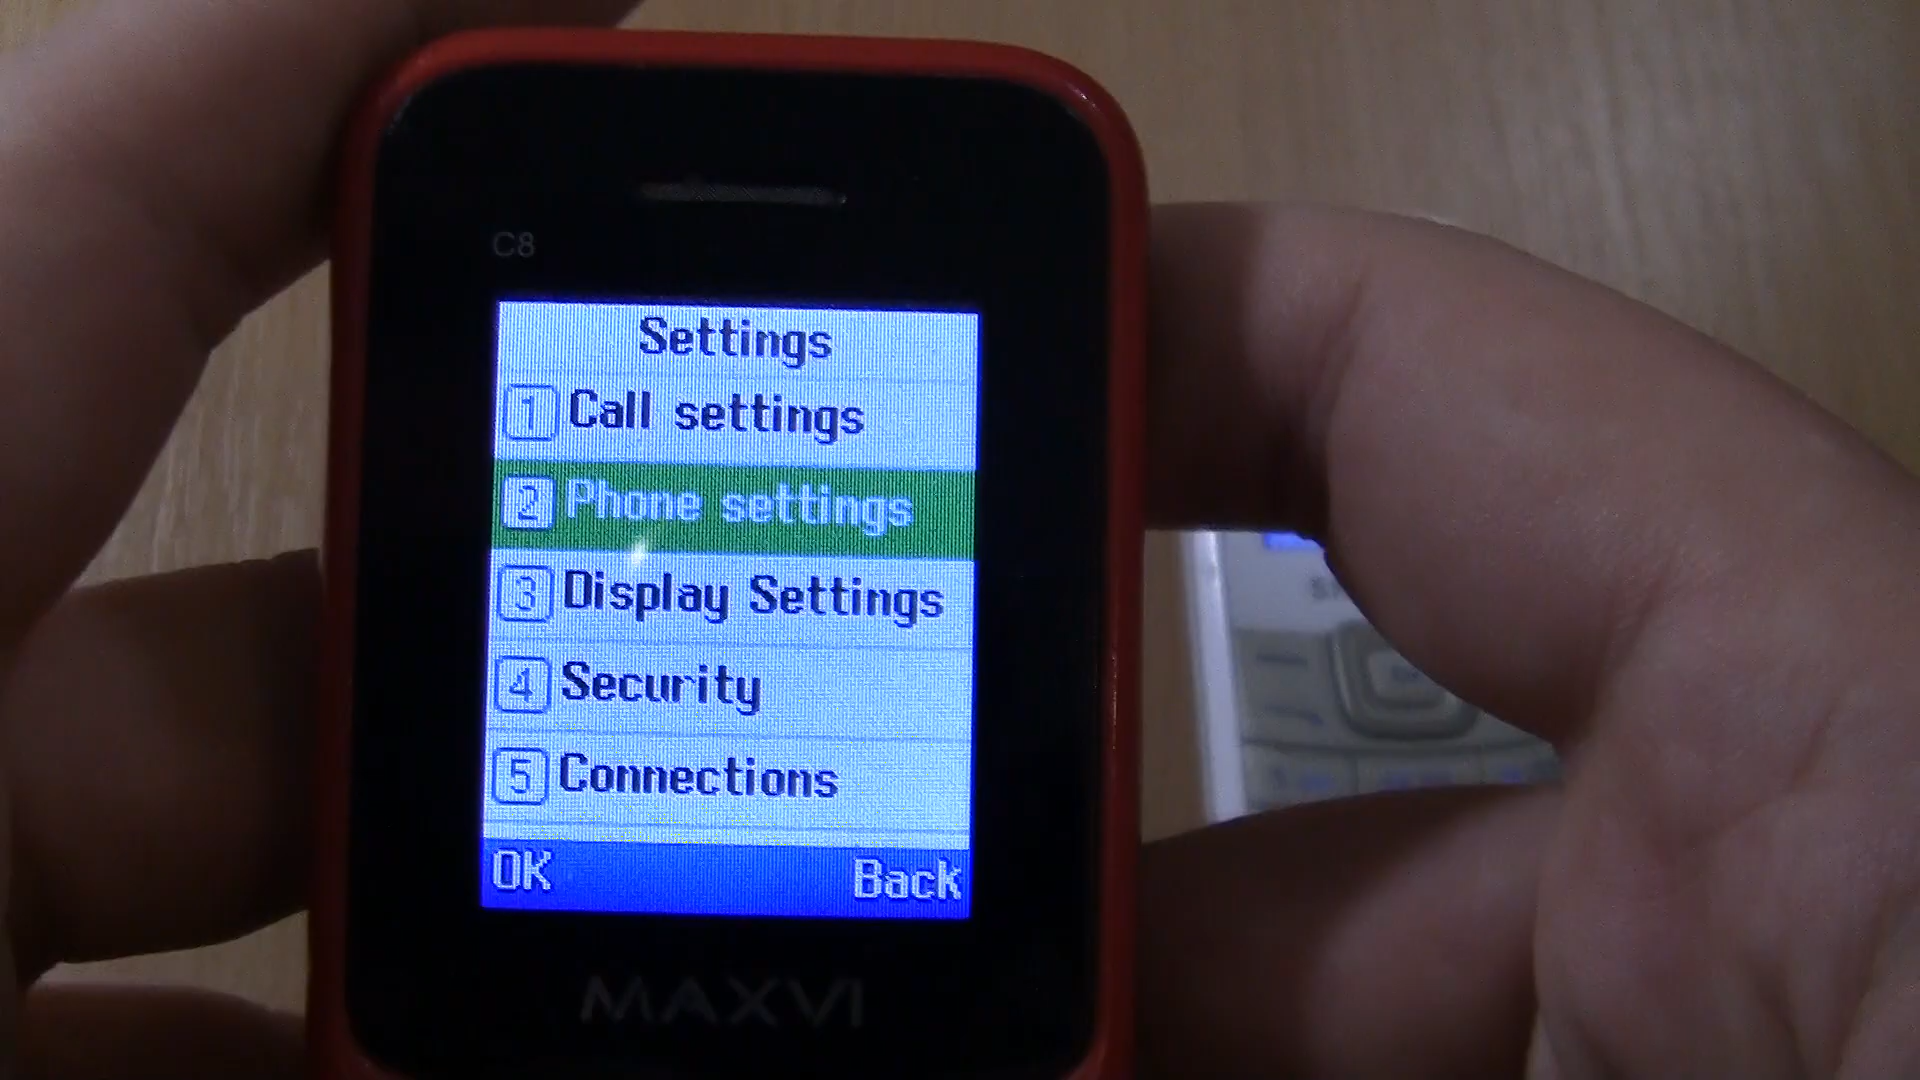 C8
Settings
1 Call settings
2 Phone settings
3 Display Settings
4 Security
5 Connections
OK Back
MAXVI